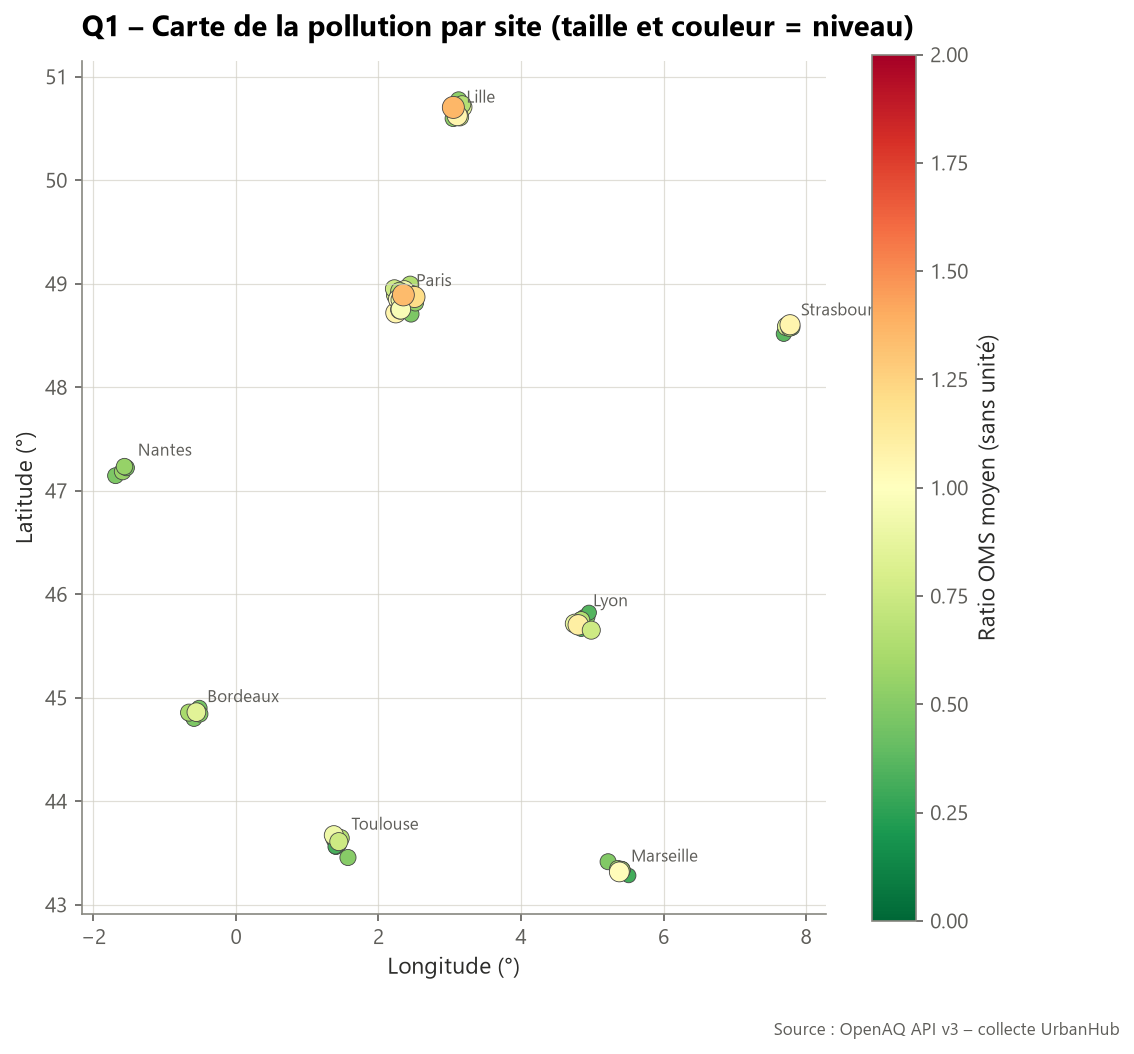 Q1 – Carte de la pollution par site (taille et couleur = niveau)
51
50
49
48
47
46
45
44
43
Latitude (°)
Lille
Paris
Strasbour
Nantes
Lyon
Bordeaux
Toulouse
Marseille
−2
0
2
4
6
8
Longitude (°)
2.00
1.75
1.50
1.25
1.00
0.75
0.50
0.25
0.00
Ratio OMS moyen (sans unité)
Source : OpenAQ API v3 – collecte UrbanHub